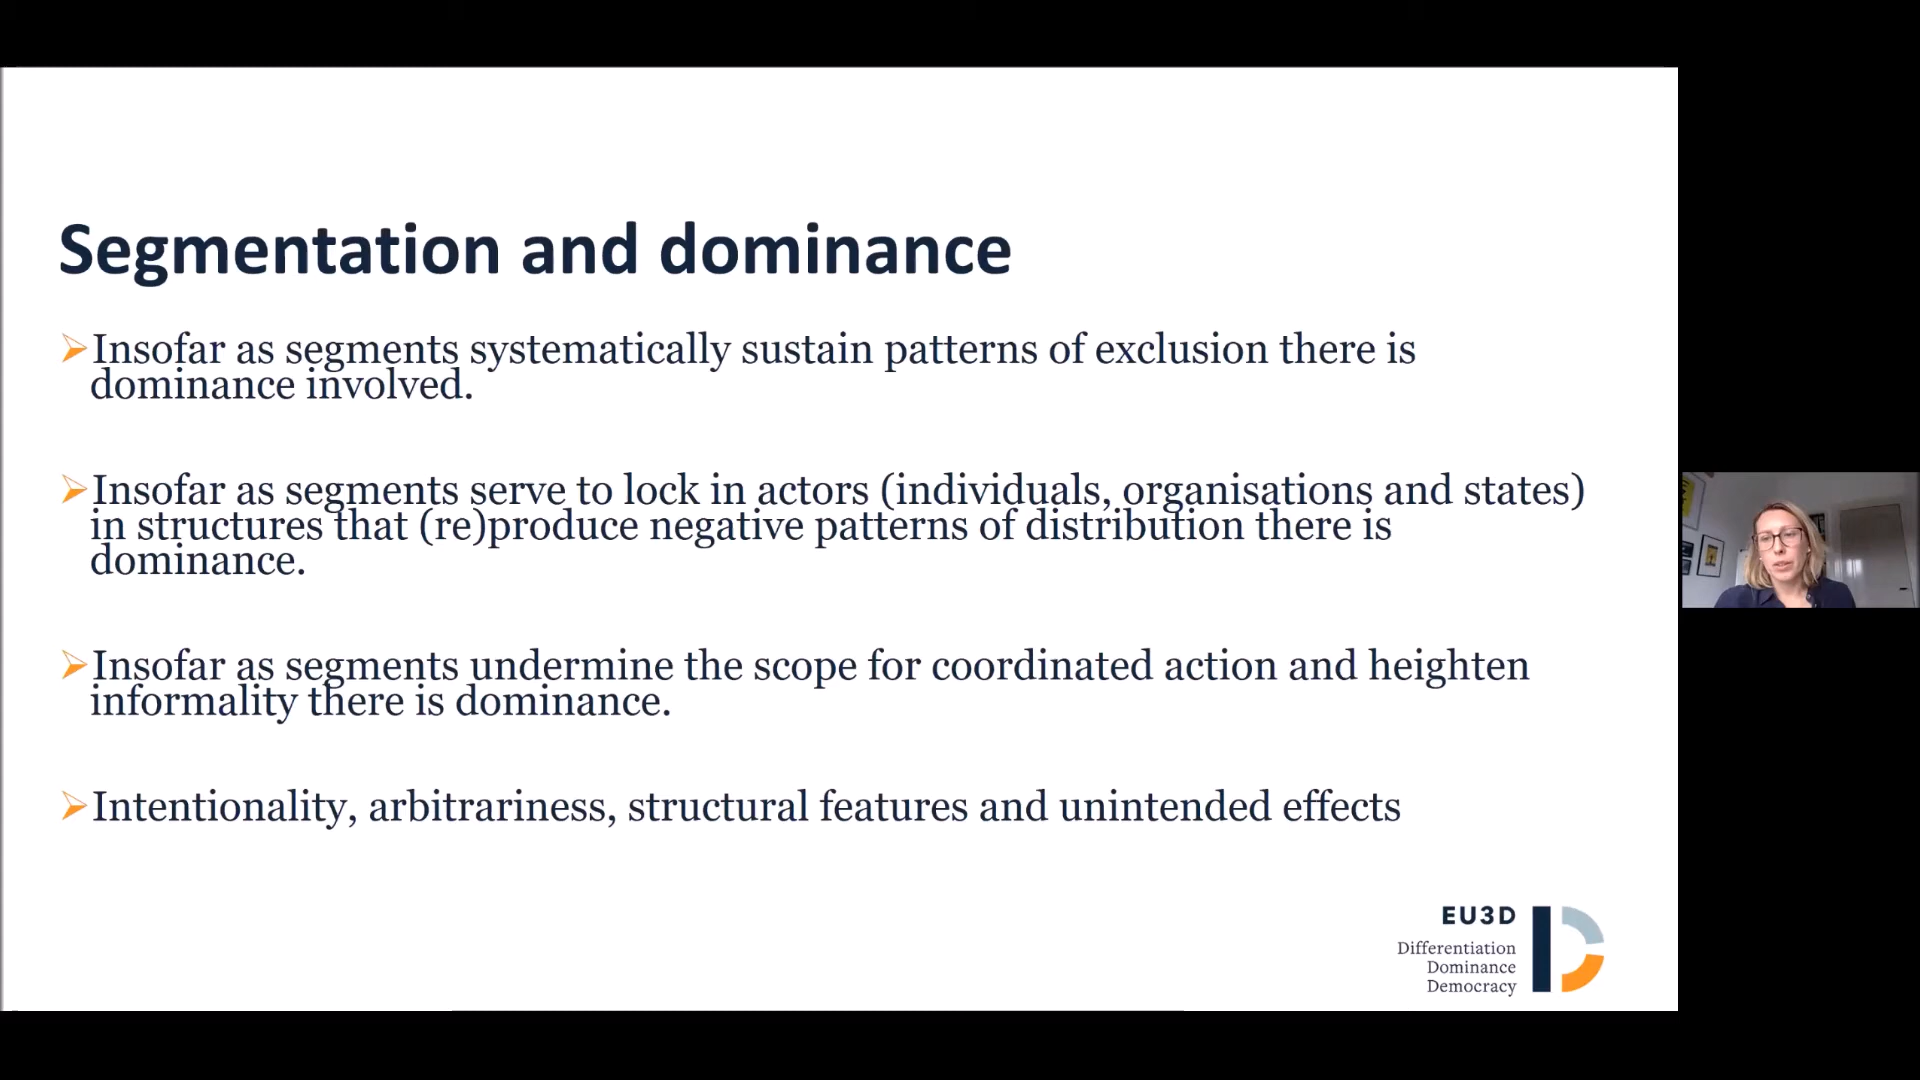 Segmentation and dominance
Insofar as segments systematically sustain patterns of exclusion there is
dominance involved.
Insofar as segments serve to lock in actors (individuals, organisations and states)
in structures that (re)produce negative patterns of distribution there is
dominance.
Insofar as segments undermine the scope for coordinated action and heighten
informality there is dominance.
Intentionality, arbitrariness, structural features and unintended effects
EU3D
Differentiation
Dominance
Democracy